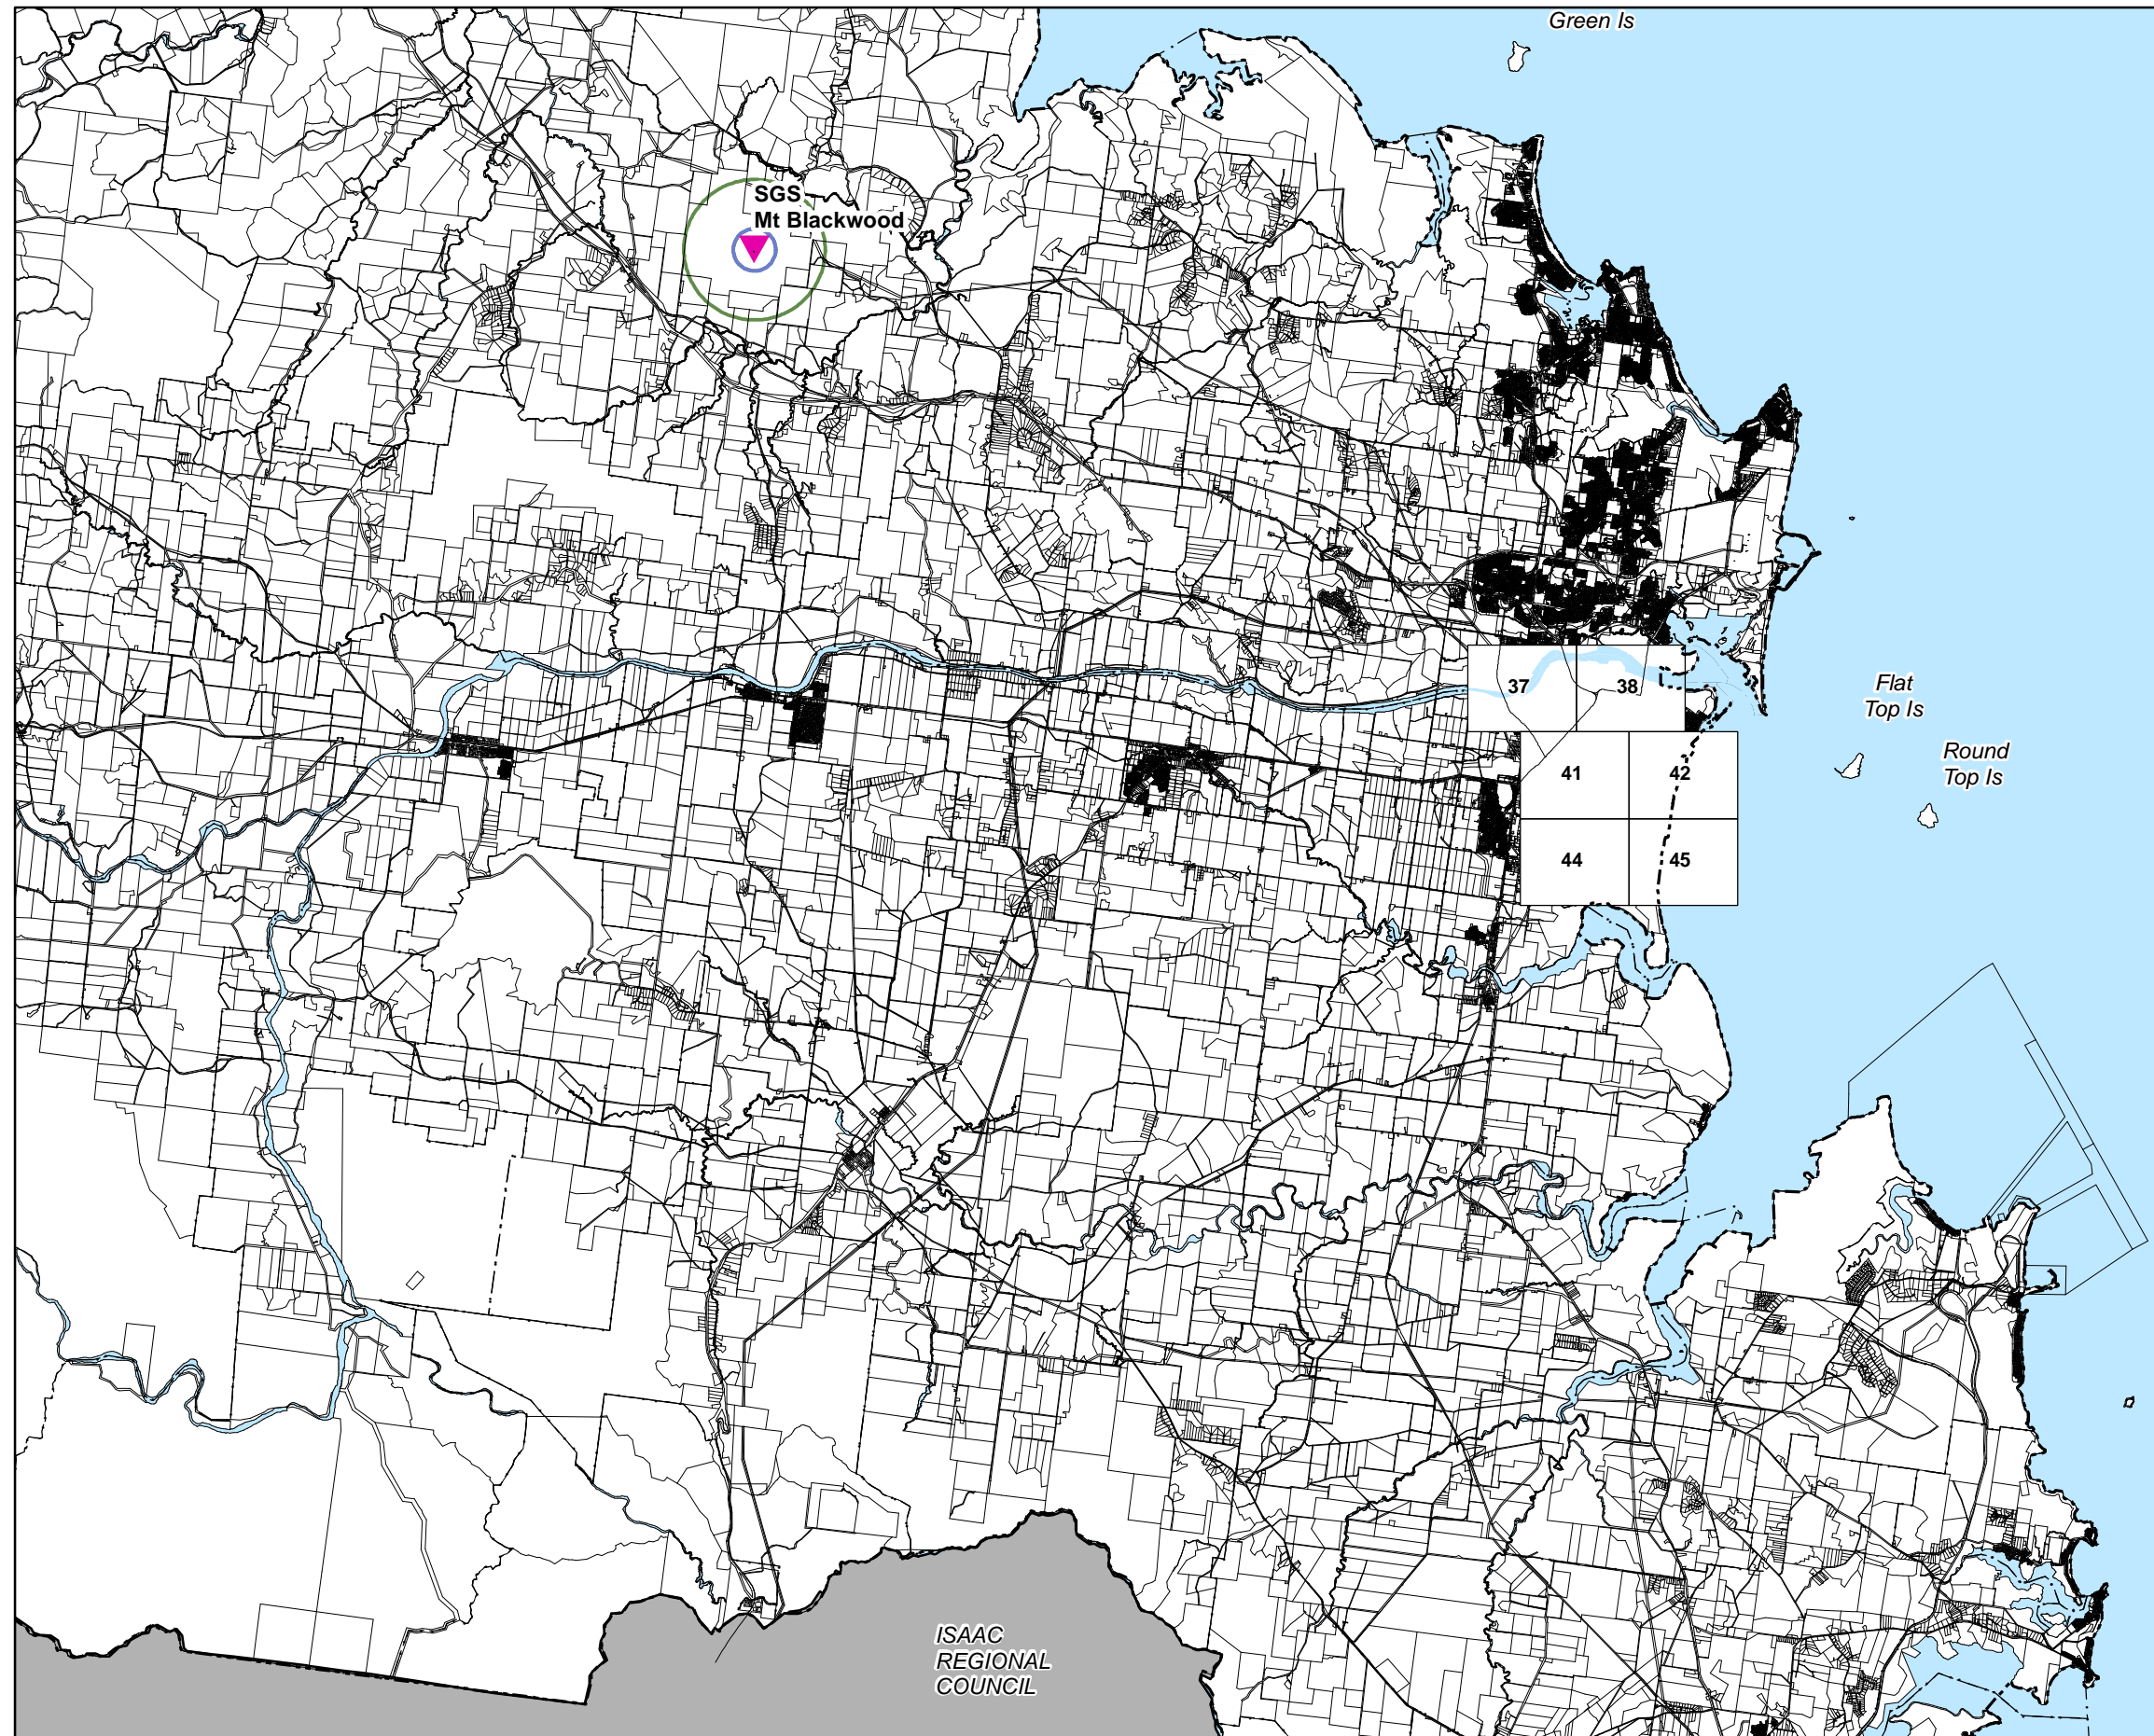 Green Is
SGS
Mt Blackwood
37
38
Flat
Top Is
Round
Top Is
41
42
44
45
ISAAC
REGIONAL
COUNCIL